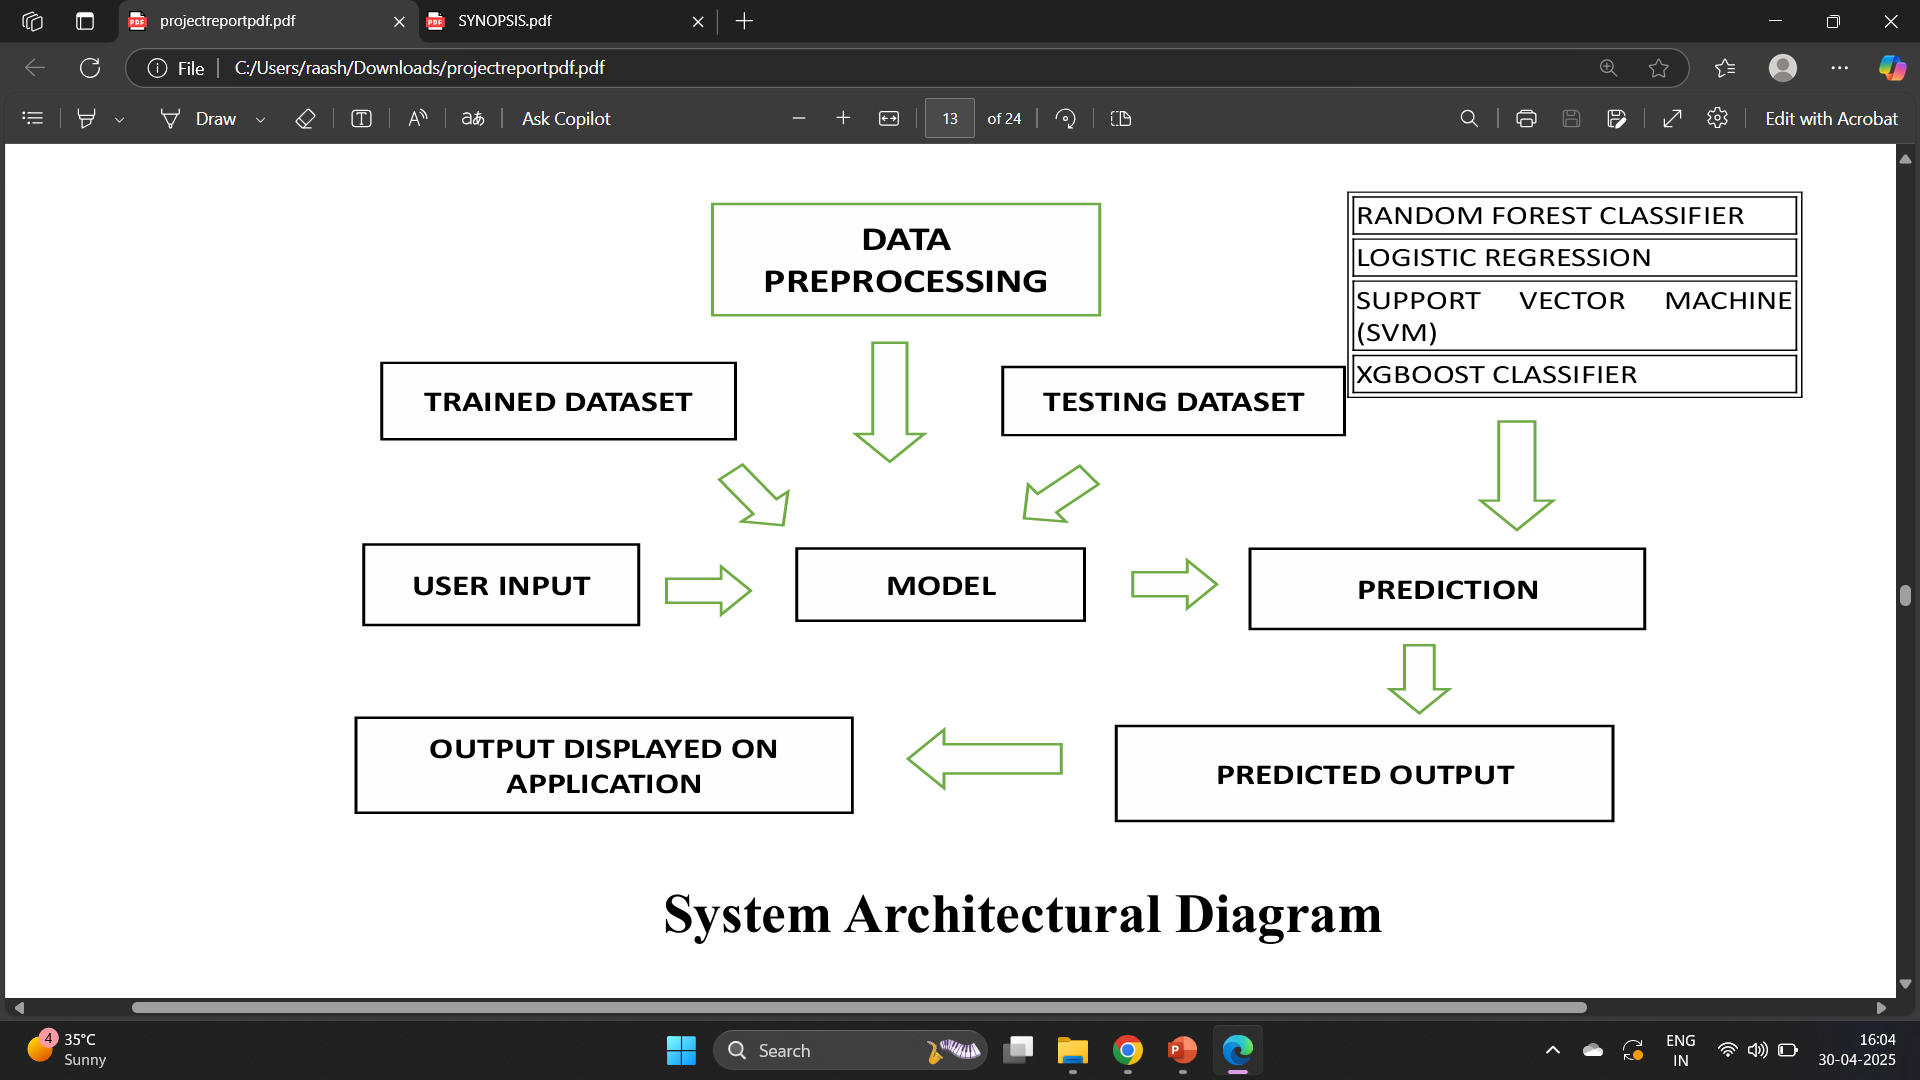 projectreportpdf.pdf
SYNOPSIS.pdf
File
C:/Users/raash/Downloads/projectreportpdf.pdf
Draw
aあ
Ask Copilot
13 of 24
Edit with Acrobat
DATA
PREPROCESSING
RANDOM FOREST CLASSIFIER
LOGISTIC REGRESSION
SUPPORT VECTOR MACHINE
(SVM)
XGBOOST CLASSIFIER
TRAINED DATASET
TESTING DATASET
USER INPUT
MODEL
PREDICTION
OUTPUT DISPLAYED ON
APPLICATION
PREDICTED OUTPUT
System Architectural Diagram
4
35°C
Sunny
Search
ENG
IN
16:04
30-04-2025